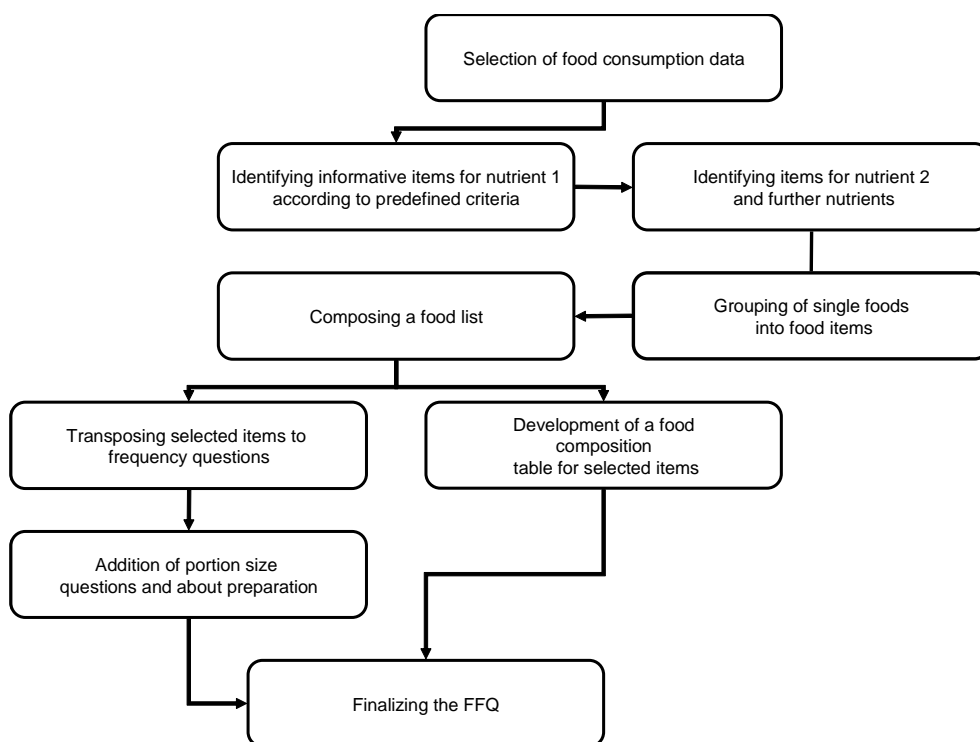 Selection of food consumption data
Identifying informative items for nutrient 1
according to predefined criteria
Identifying items for nutrient 2
and further nutrients
Grouping of single foods
into food items
Composing a food list
Transposing selected items to
frequency questions
Development of a food
composition
table for selected items
Addition of portion size
questions and about preparation
Finalizing the FFQ